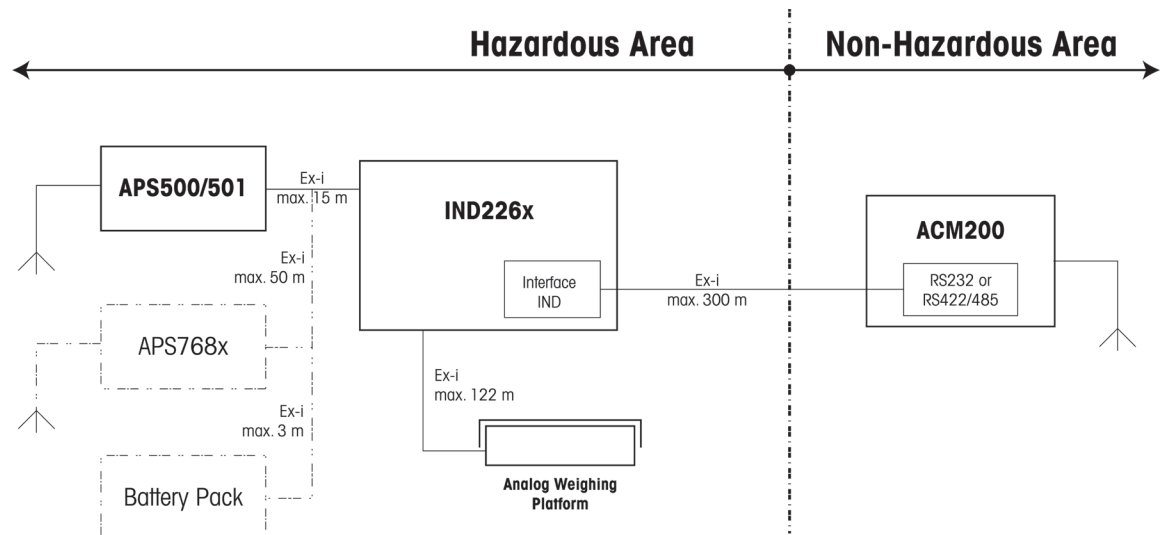 Hazardous Area
Non-Hazardous Area
APS500/501
Ex-i
max. 15 m
IND226x
Interface
IND
Ex-i
max. 300 m
ACM200
RS232 or
RS422/485
Ex-i
max. 50 m
APS768x
Ex-i
max. 122 m
Ex-i
max. 3 m
Battery Pack
Analog Weighing
Platform